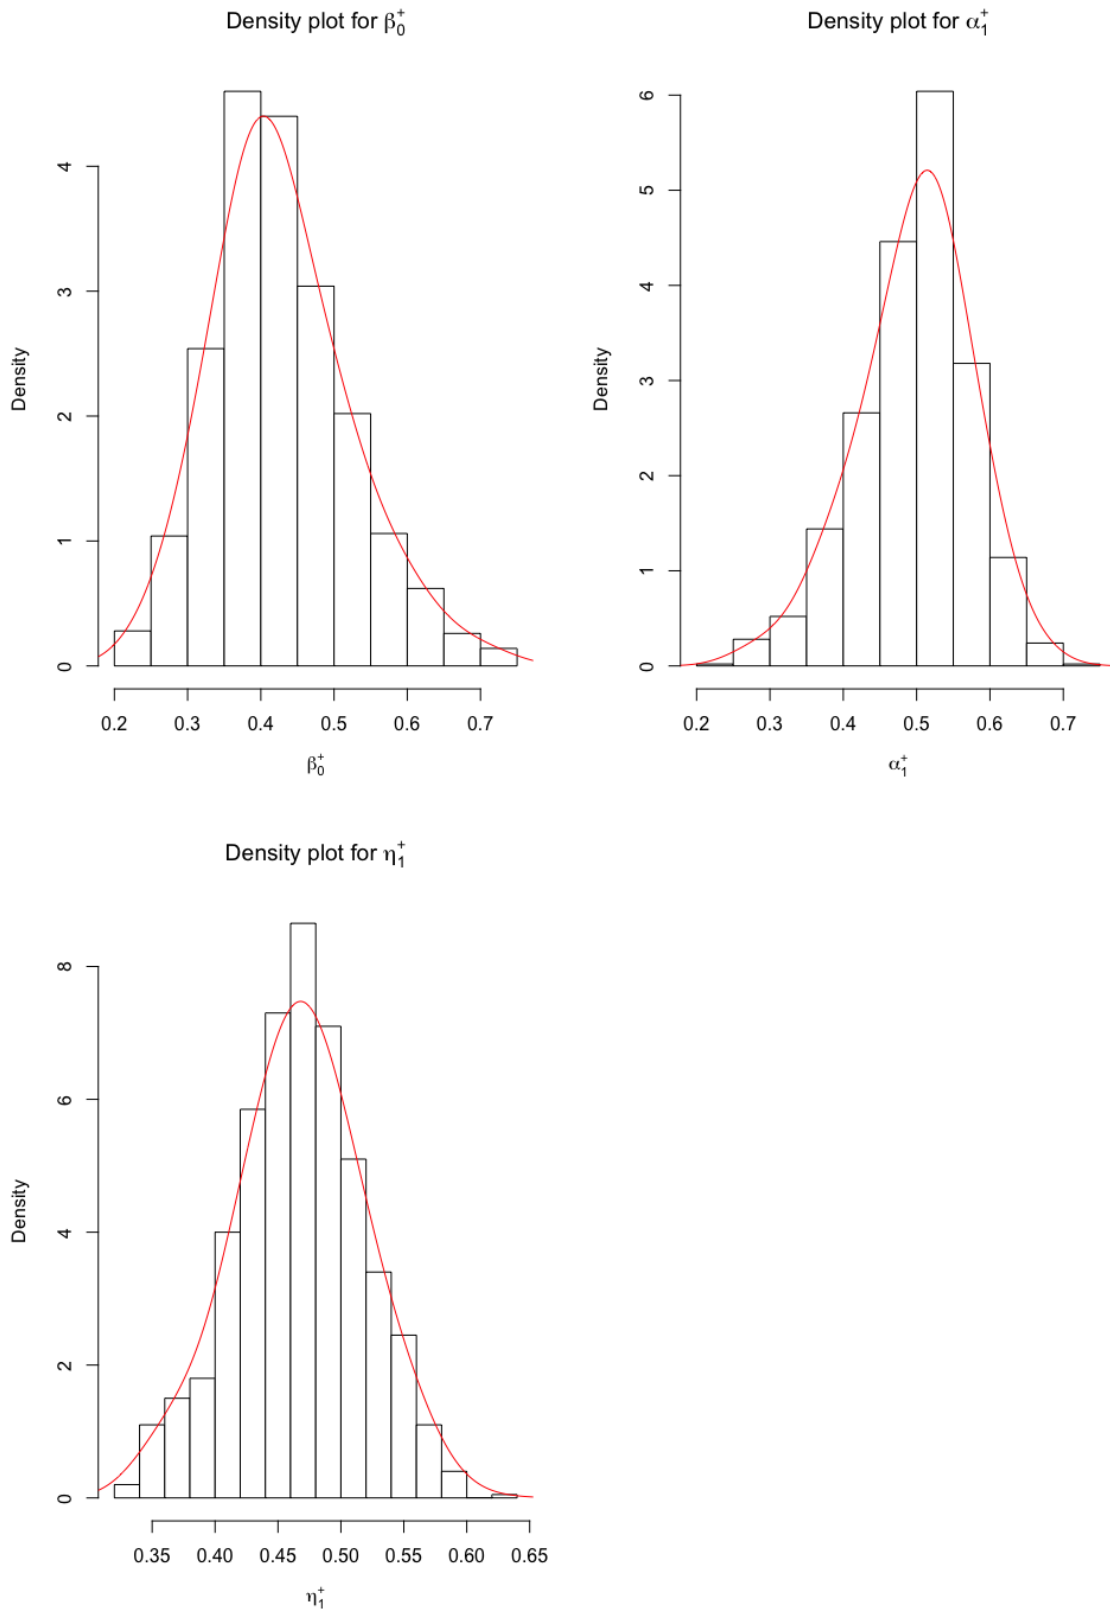 Density plot for β₀⁺
Density
4
3
2
1
0
0.2 0.3 0.4 0.5 0.6 0.7
β₀⁺
Density plot for α₁⁺
Density
6
5
4
3
2
1
0
0.2 0.3 0.4 0.5 0.6 0.7
α₁⁺
Density plot for η₁⁺
Density
8
6
4
2
0
0.35 0.40 0.45 0.50 0.55 0.60 0.65
η₁⁺